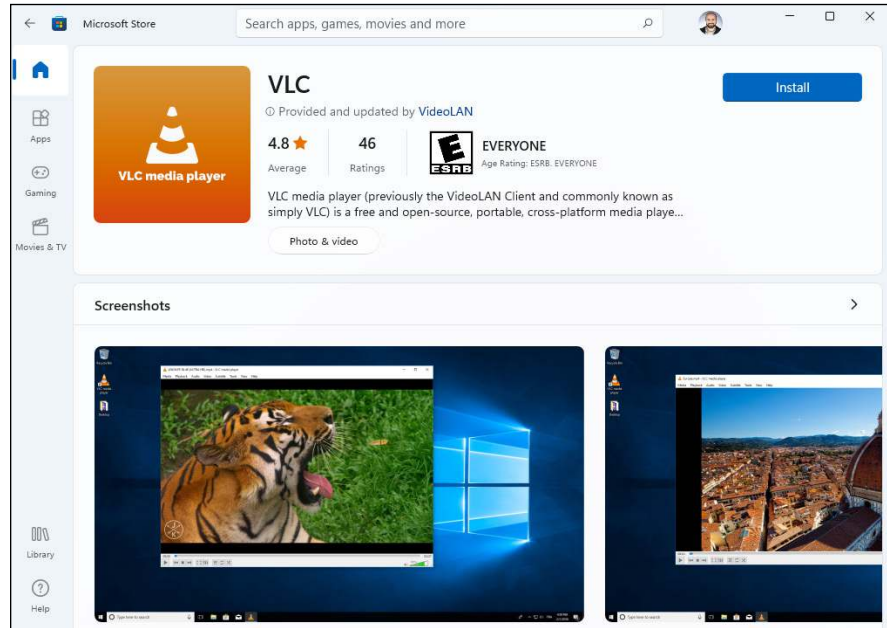 Microsoft Store
Search apps, games, movies and more
Apps
Gaming
Movies & TV
Library
Help
VLC media player
VLC
Provided and updated by VideoLAN
Install
4.8
46
Average
Ratings
E
ESRB
EVERYONE
Age Rating: ESRB. EVERYONE
VLC media player (previously the VideoLAN Client and commonly known as
simply VLC) is a free and open-source, portable, cross-platform media playe...
Photo & video
Screenshots